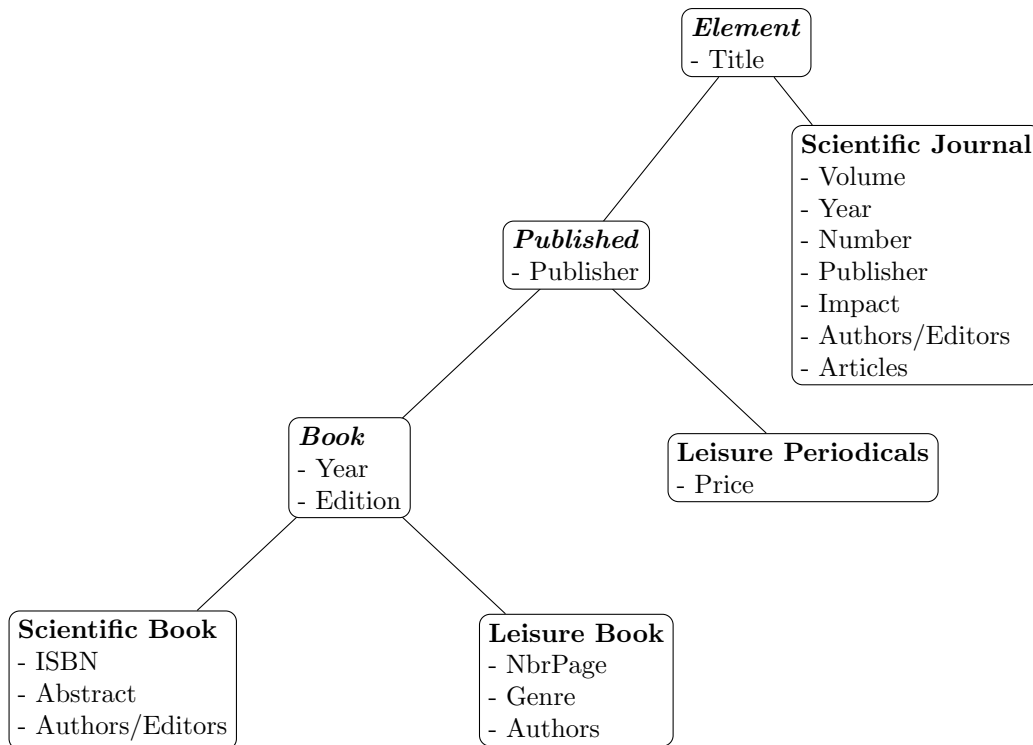 Element
- Title
Scientific Journal
- Volume
- Year
- Number
- Publisher
- Impact
- Authors/Editors
- Articles
Published
- Publisher
Book
- Year
- Edition
Leisure Periodicals
- Price
Scientific Book
- ISBN
- Abstract
- Authors/Editors
Leisure Book
- NbrPage
- Genre
- Authors